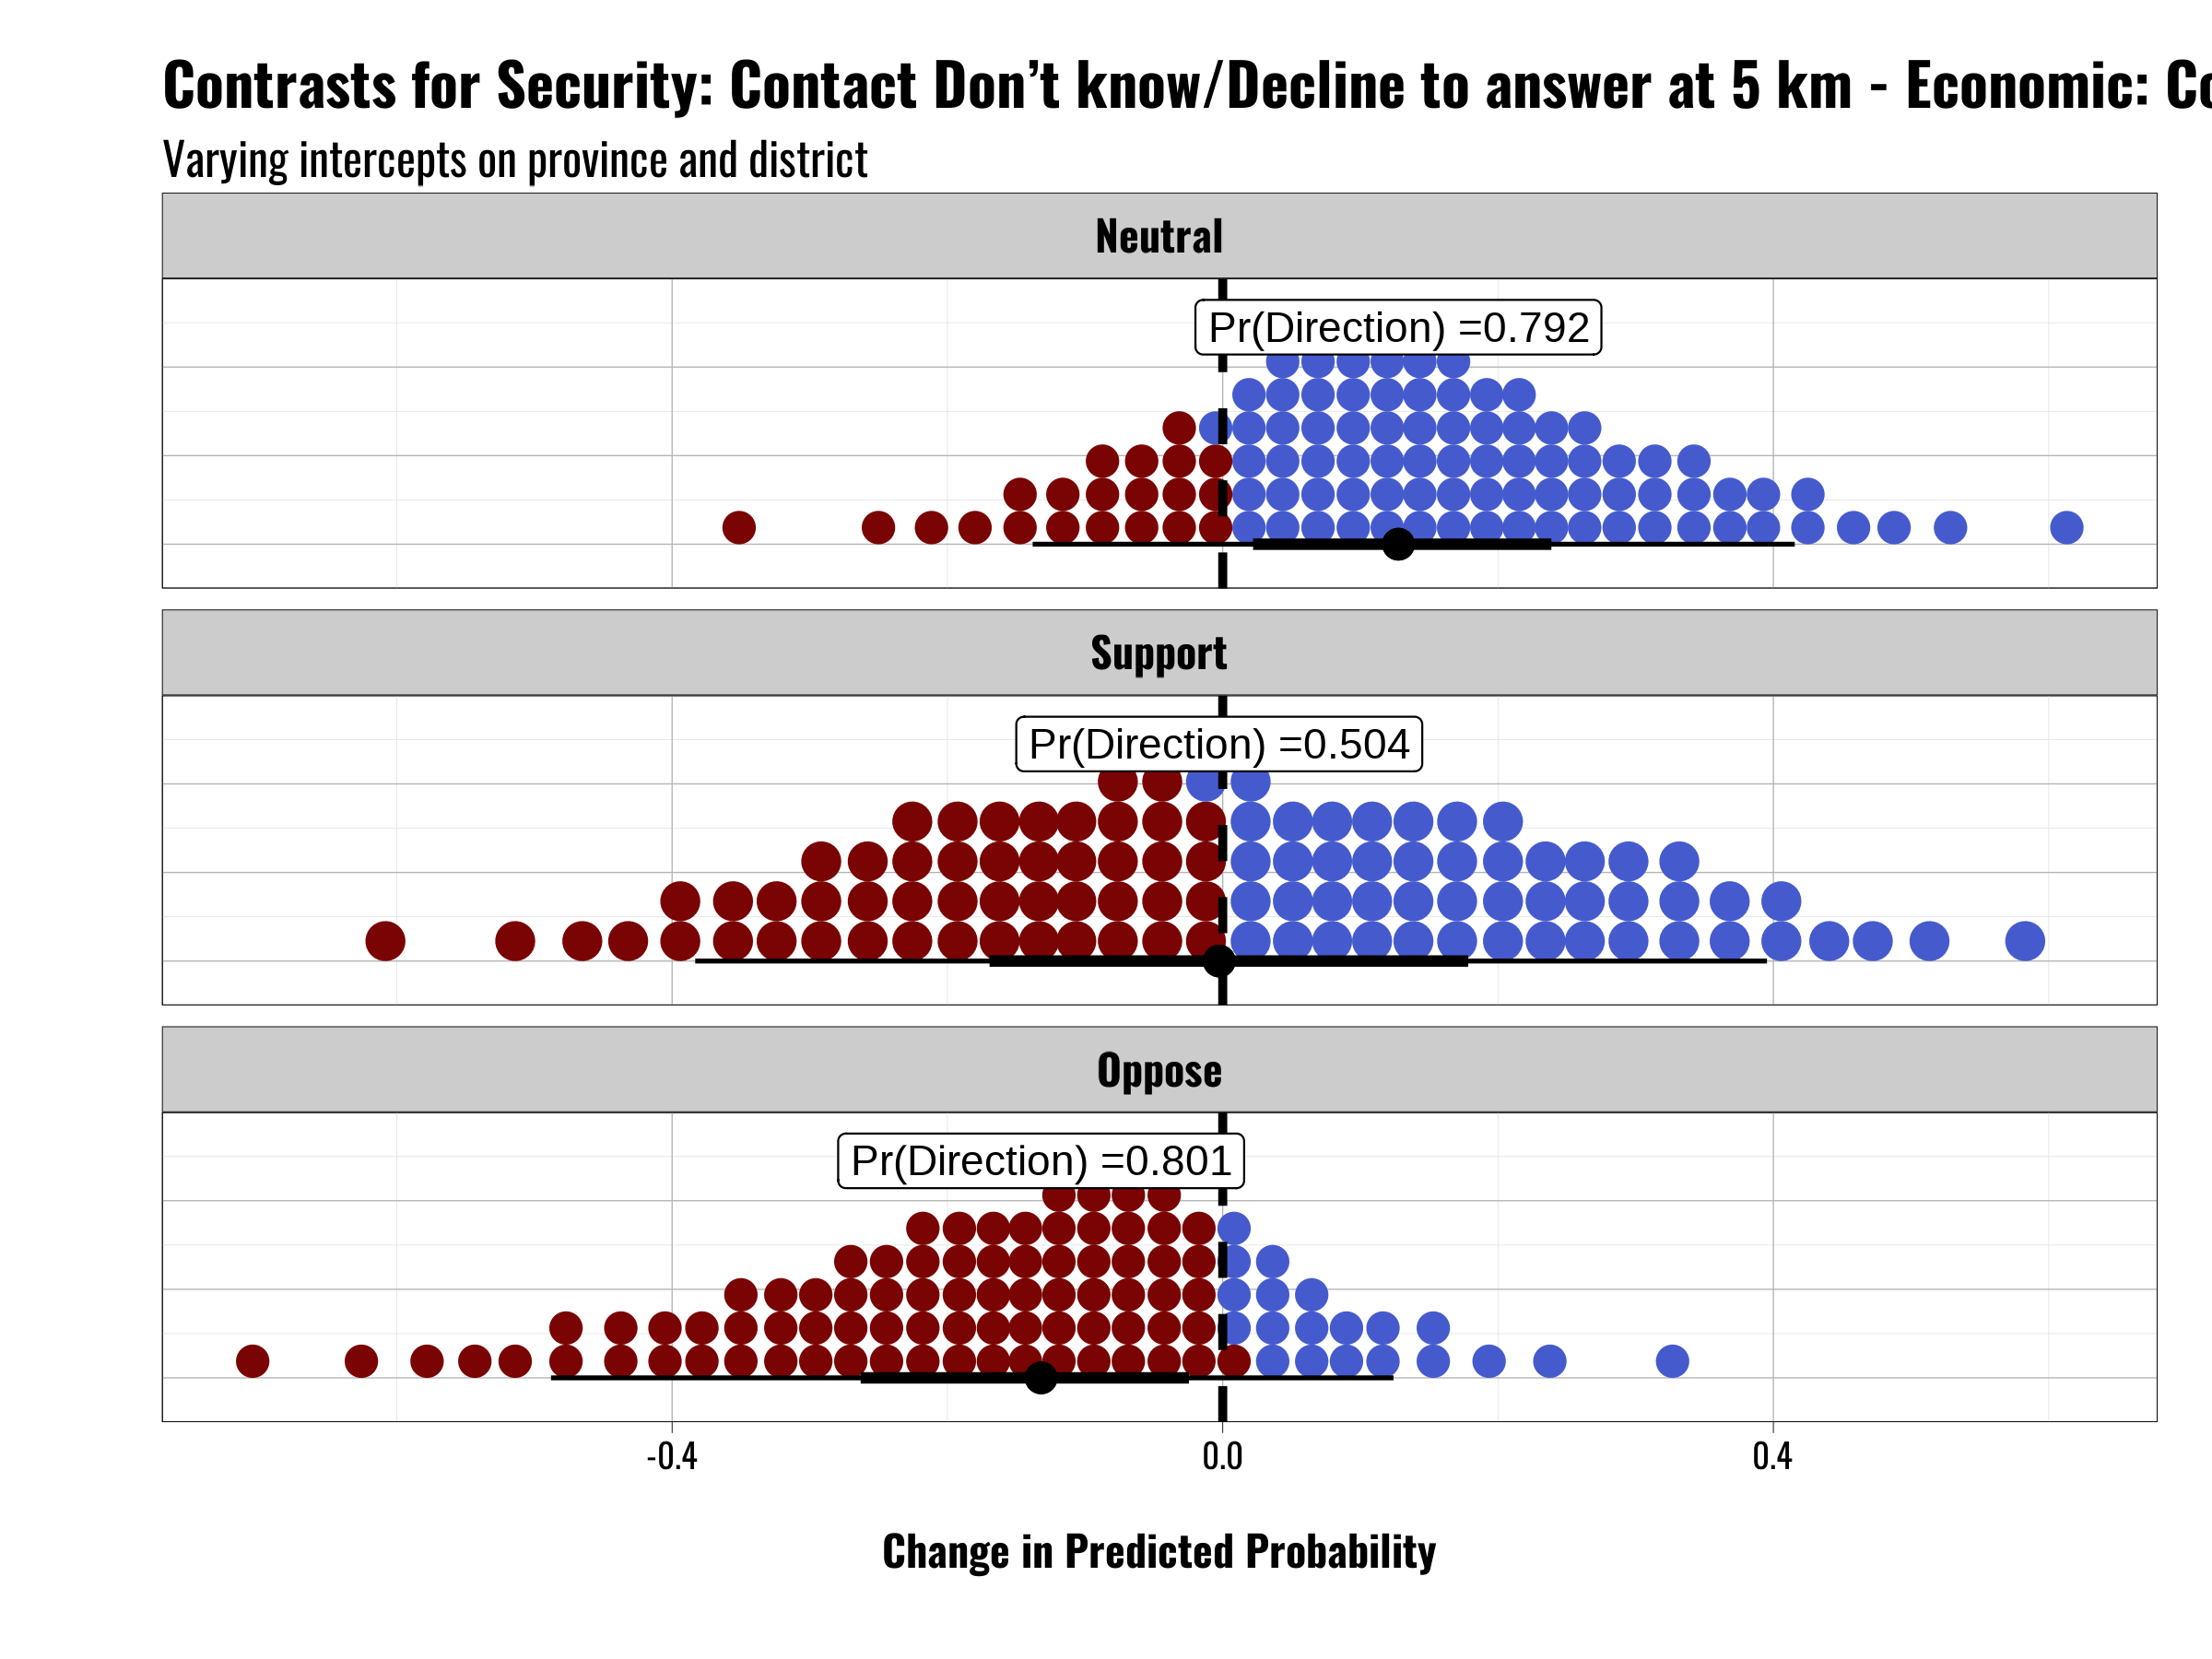 Contrasts for Security: Contact Don’t know/Decline to answer at 5 km - Economic:
Varying intercepts on province and district
Neutral
Pr(Direction) =0.792
Support
Pr(Direction) =0.504
Oppose
Pr(Direction) =0.801
-0.4 0.0 0.4
Change in Predicted Probability